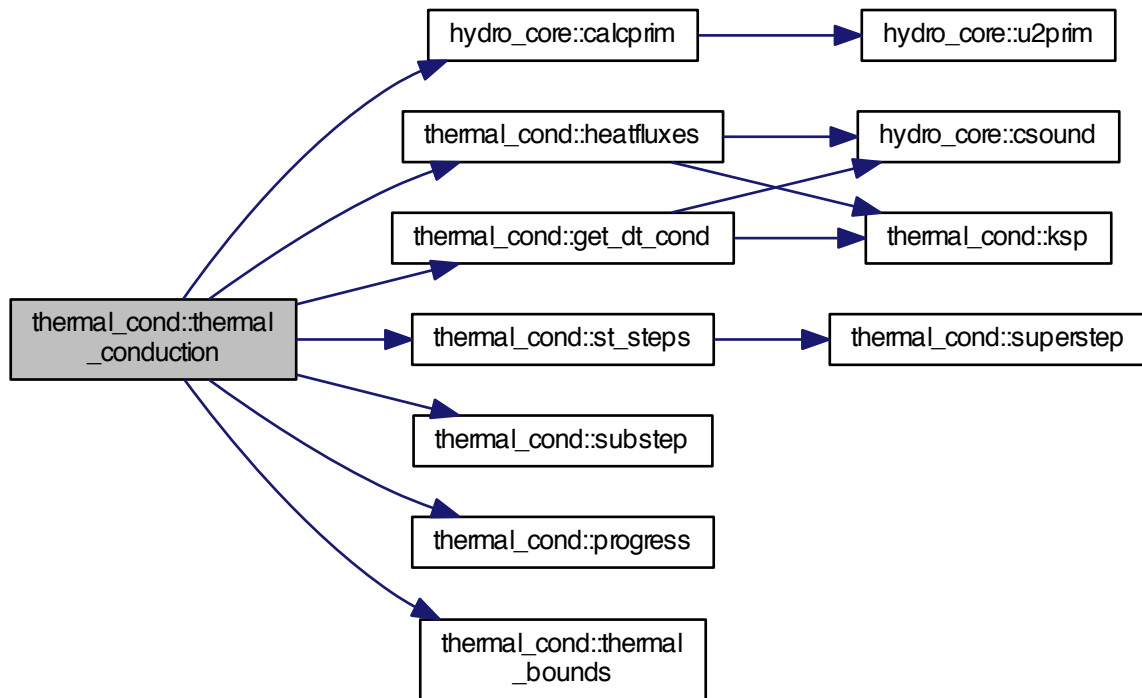 hydro_core::calcprim
hydro_core::u2prim
thermal_cond::heatfluxes
hydro_core::csound
thermal_cond::get_dt_cond
thermal_cond::ksp
thermal_cond::thermal
_conduction
thermal_cond::st_steps
thermal_cond::superstep
thermal_cond::substep
thermal_cond::progress
thermal_cond::thermal
_bounds